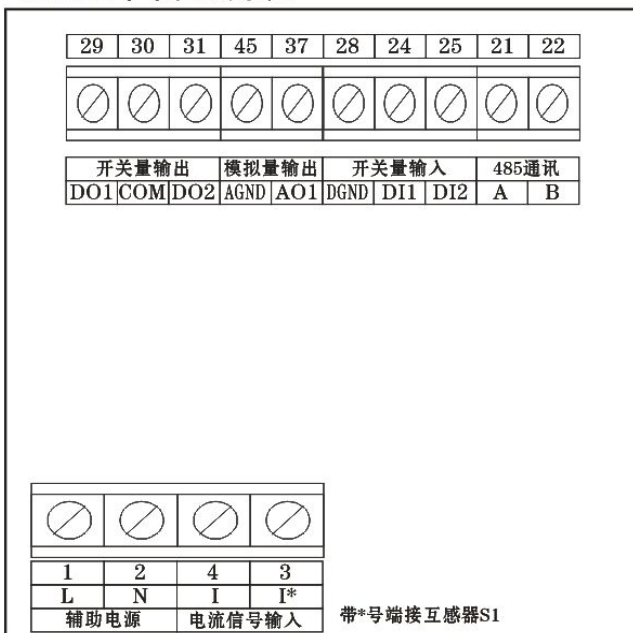 29 30 31 45 37 28 24 25 21 22
开关量输出 模拟量输出 开关量输入 485通讯
DO1 COM DO2 AGND AO1 DGND DI1 DI2 A B
1 2 4 3
L N I I*
辅助电源 电流信号输入 带*号端接互感器S1